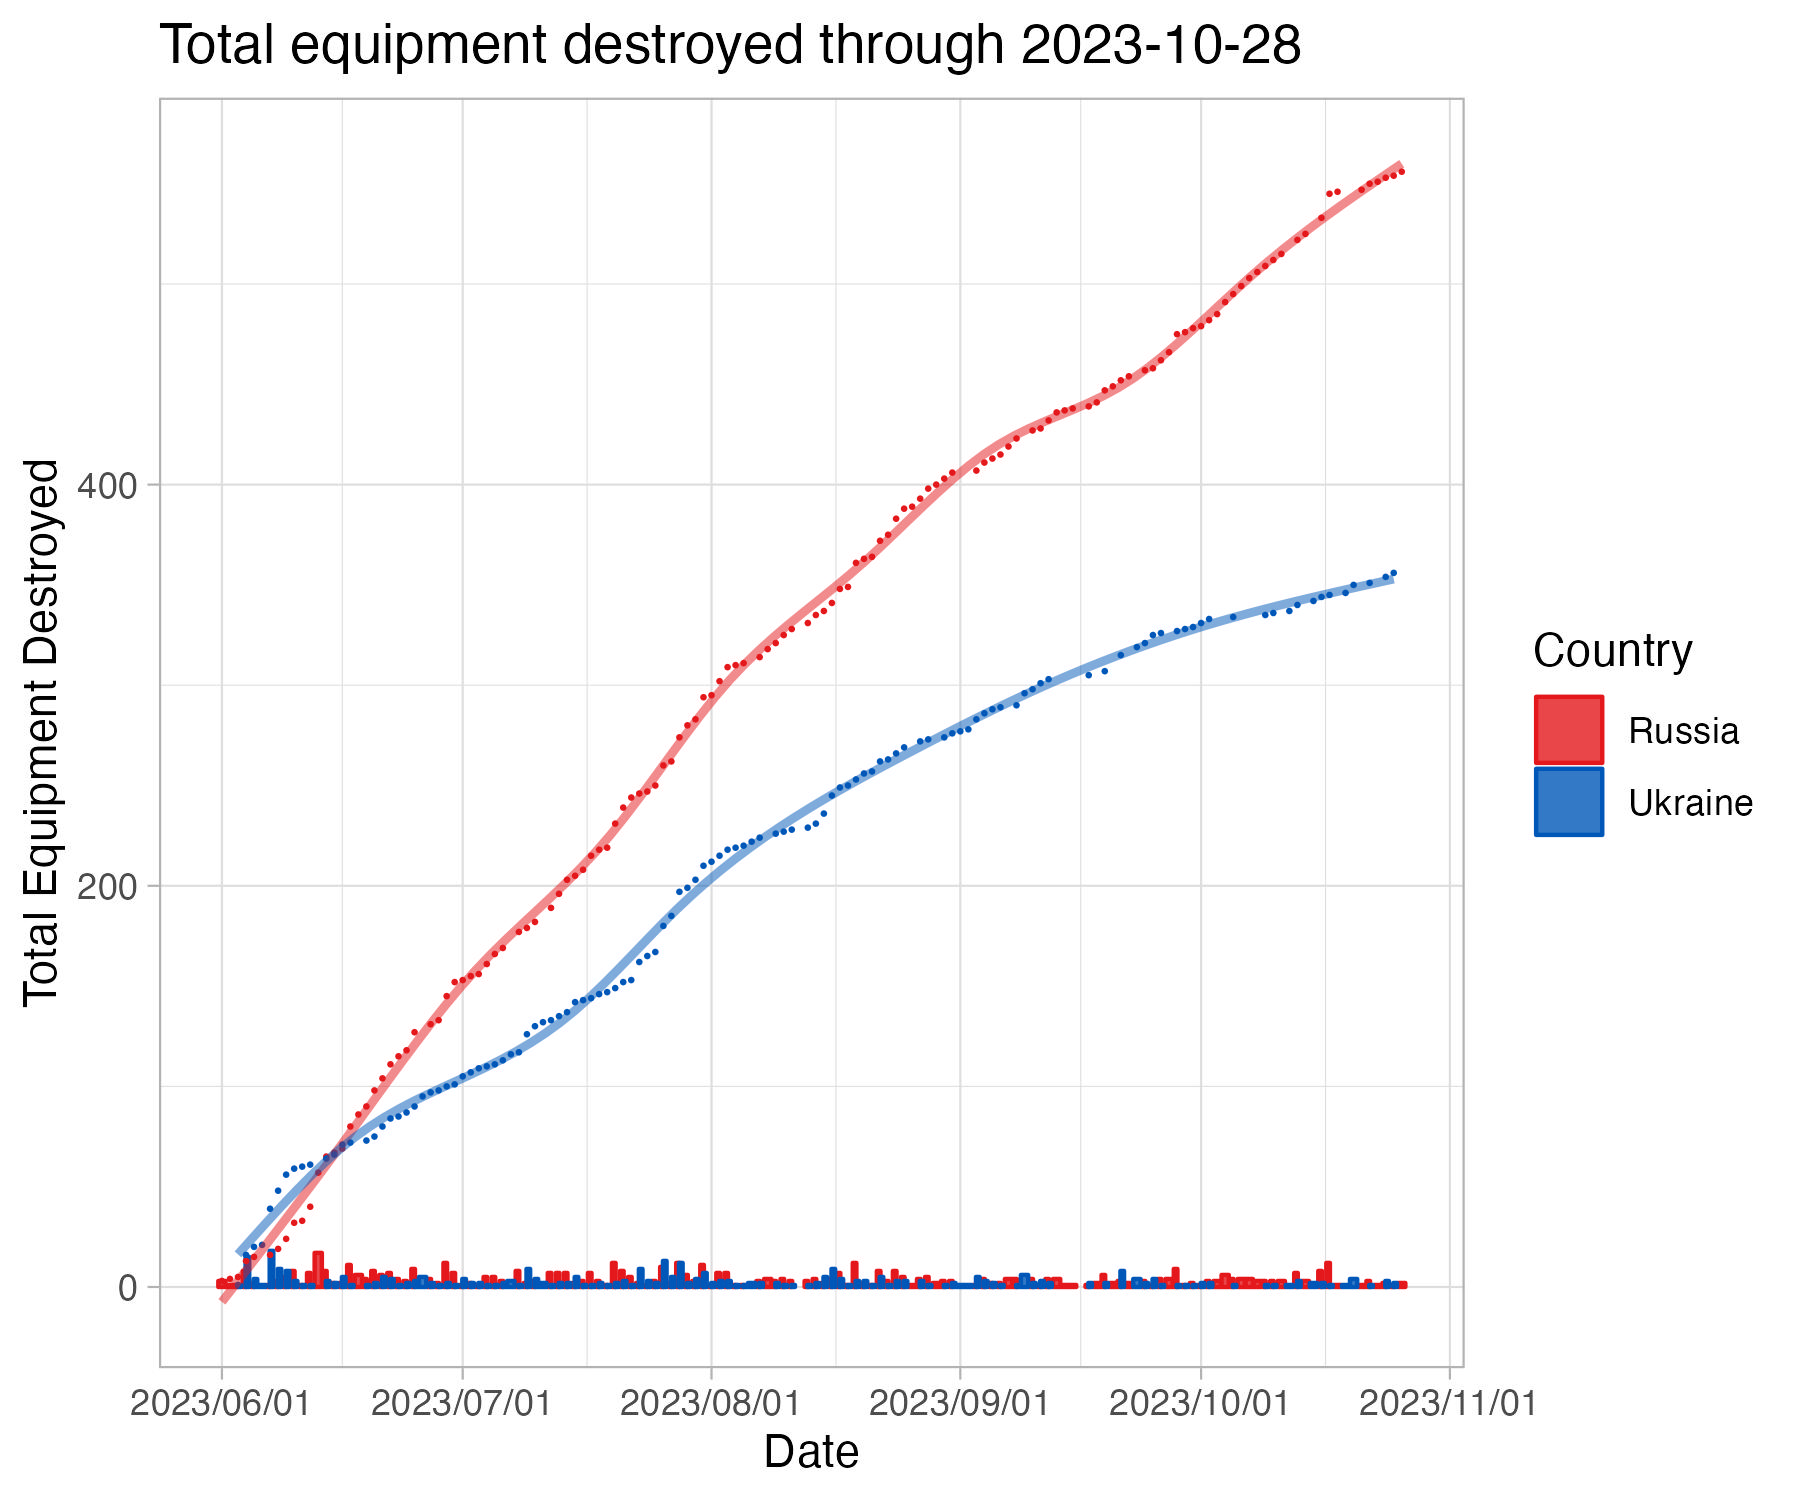 Total equipment destroyed through 2023-10-28
Total Equipment Destroyed
400
200
0
2023/06/01 2023/07/01 2023/08/01 2023/09/01 2023/10/01 2023/11/01
Date
Country
Russia
Ukraine